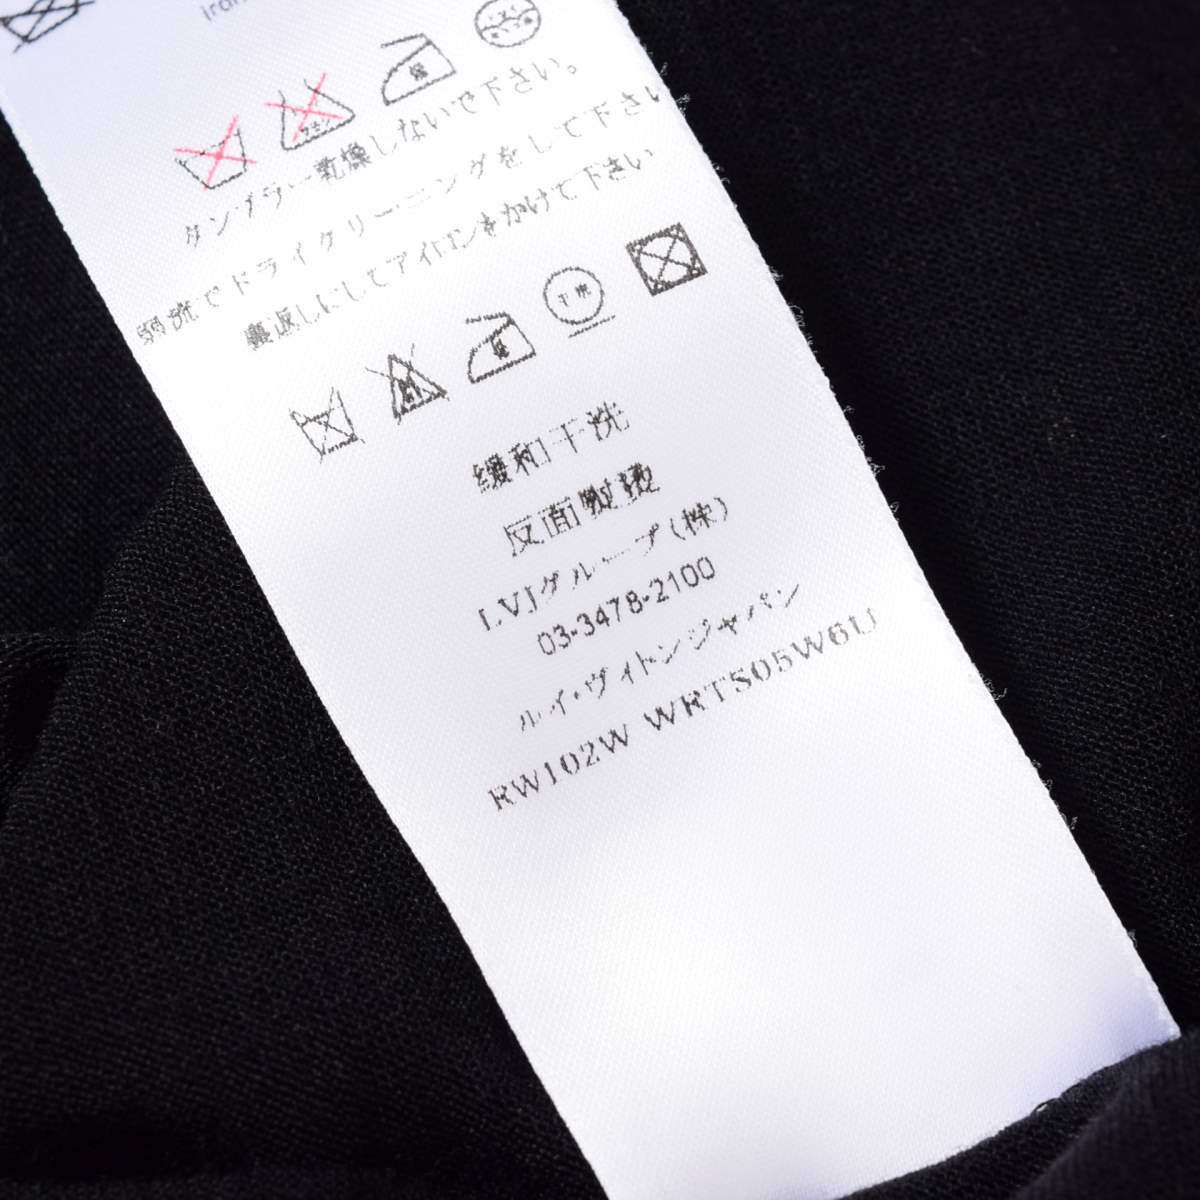 タンブラー乾燥しないで下さい。
弱洗でドライクリーニングをして下さい
裏返しにしてアイロンをかけて下さい
緩和干洗
反面製燙
LVJグループ(株)
03-3478-2100
ルイ・ヴィトンジャパン
RW102W WRTS05W6U